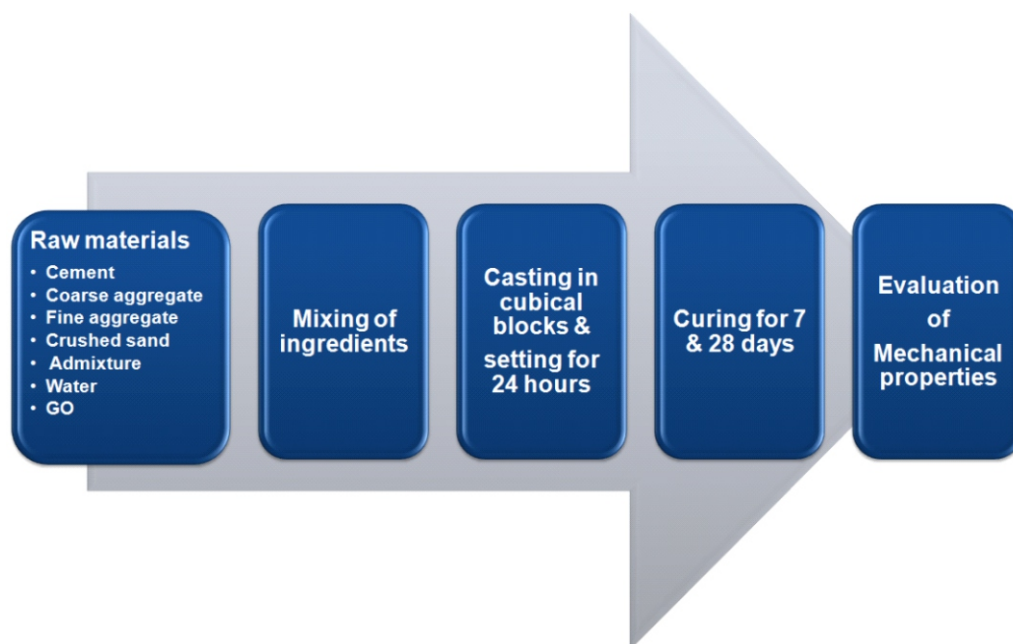 Raw materials
• Cement
• Coarse aggregate
• Fine aggregate
• Crushed sand
• Admixture
• Water
• GO
Mixing of
ingredients
Casting in
cubical
blocks &
setting for
24 hours
Curing for 7
& 28 days
Evaluation
of
Mechanical
properties